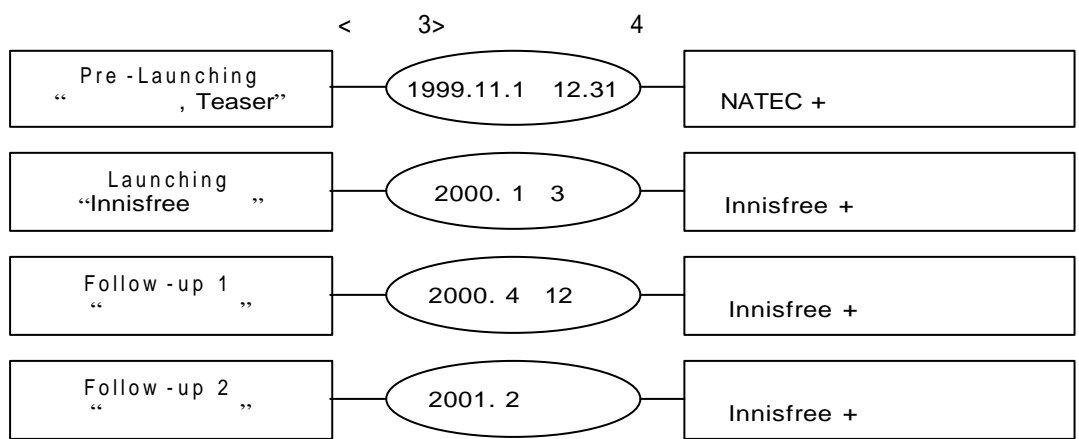 < 3> 4
Pre-Launching
“ , Teaser”
1999.11.1 12.31
NATEC +
Launching
“Innisfree ”
2000. 1 3
Innisfree +
Follow-up 1
“ ”
2000. 4 12
Innisfree +
Follow-up 2
“ ”
2001. 2
Innisfree +